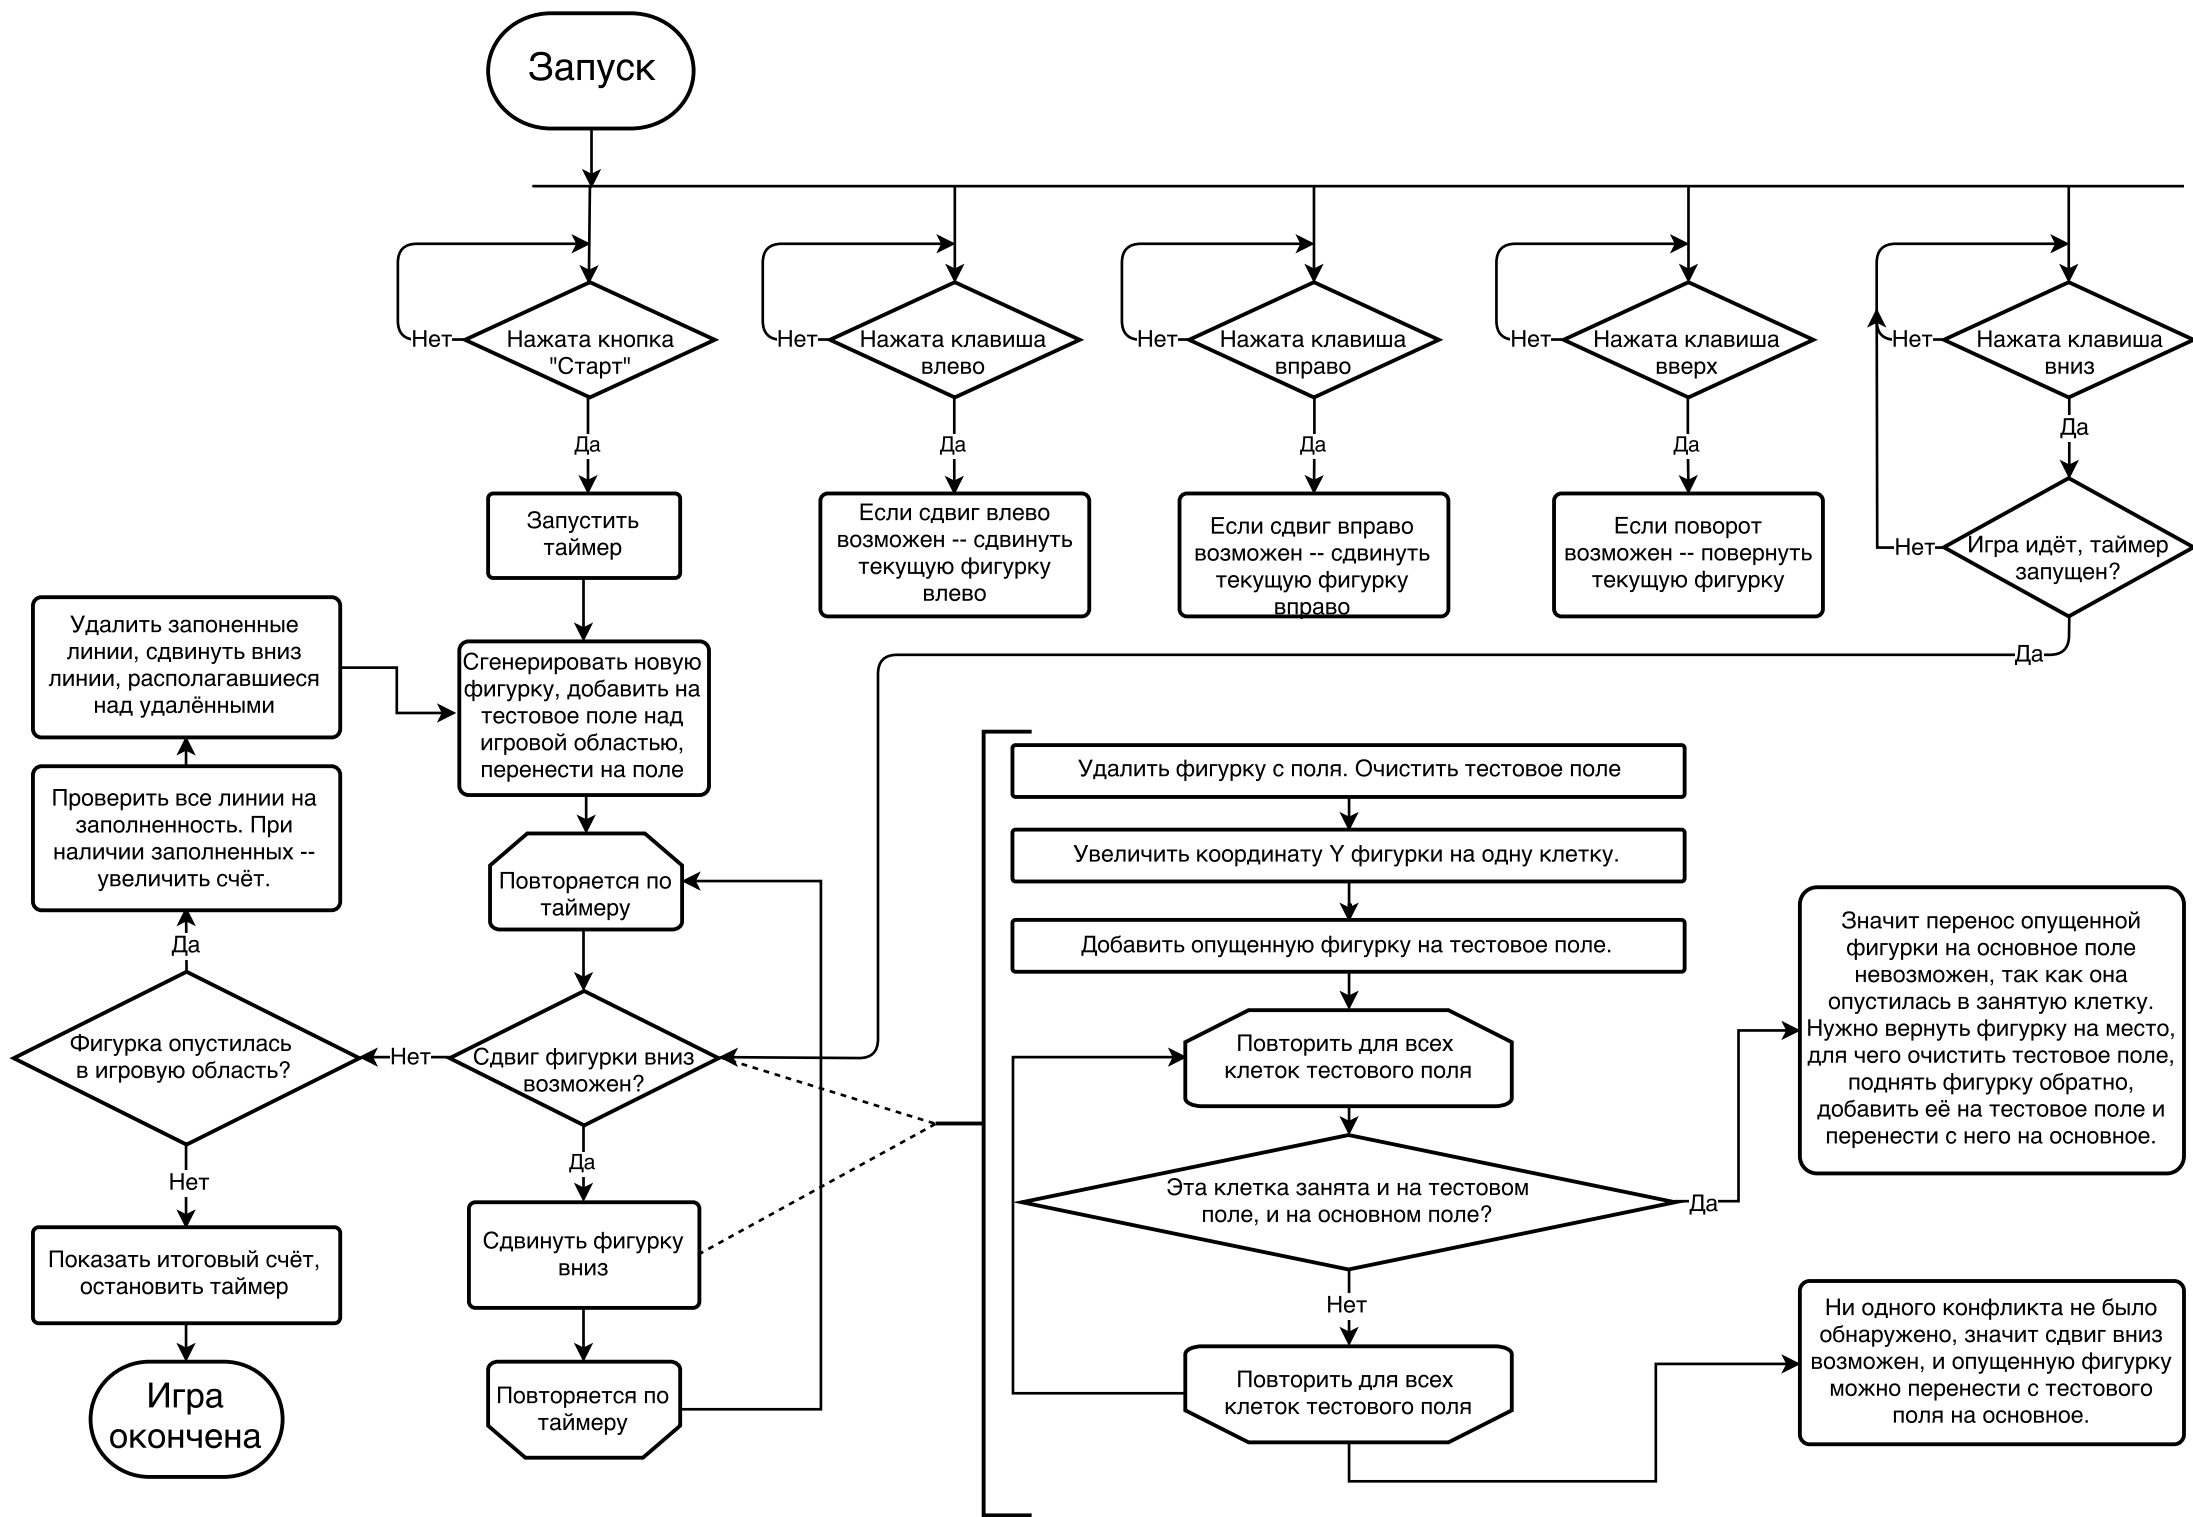 Запуск
Нажата кнопка
"Старт"
Нет
Да
Нажата клавиша
влево
Нет
Да
Нажата клавиша
вправо
Нет
Да
Нажата клавиша
вверх
Нет
Да
Нажата клавиша
вниз
Нет
Да
Запустить
таймер
Если сдвиг влево
возможен -- сдвинуть
текущую фигурку
влево
Если сдвиг вправо
возможен -- сдвинуть
текущую фигурку
вправо
Если поворот
возможен -- повернуть
текущую фигурку
Игра идёт, таймер
запущен?
Нет
Да
Удалить запоненные
линии, сдвинуть вниз
линии, располагавшиеся
над удалёнными
Сгенерировать новую
фигурку, добавить на
тестовое поле над
игровой областью,
перенести на поле
Проверить все линии на
заполненность. При
наличии заполненных --
увеличить счёт.
Да
Повторяется по
таймеру
Фигурка опустилась
в игровую область?
Нет
Сдвиг фигурки вниз
возможен?
Да
Нет
Сдвинуть фигурку
вниз
Показать итоговый счёт,
остановить таймер
Повторяется по
таймеру
Игра
окончена
Удалить фигурку с поля. Очистить тестовое поле
Увеличить координату Y фигурки на одну клетку.
Добавить опущенную фигурку на тестовое поле.
Повторить для всех
клеток тестового поля
Эта клетка занята и на тестовом
поле, и на основном поле?
Да
Нет
Повторить для всех
клеток тестового поля
Значит перенос опущенной
фигурки на основное поле
невозможен, так как она
опустилась в занятую клетку.
Нужно вернуть фигурку на место,
для чего очистить тестовое поле,
поднять фигурку обратно,
добавить её на тестовое поле и
перенести с него на основное.
Ни одного конфликта не было
обнаружено, значит сдвиг вниз
возможен, и опущенную фигурку
можно перенести с тестового
поля на основное.